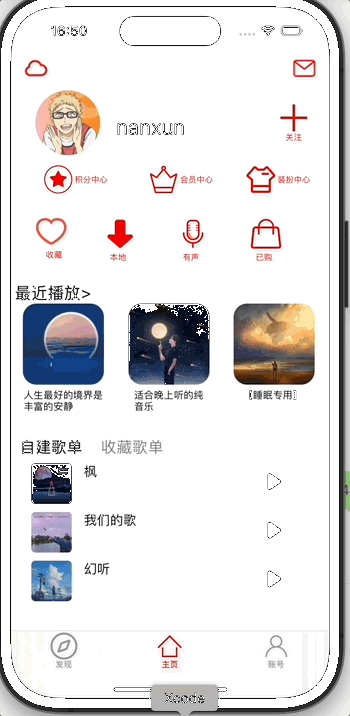 16:50
nanxun
关注
积分中心 会员中心 装扮中心
收藏 本地 有声 已购
最近播放>
人生最好的境界是
丰富的安静
适合晚上听的纯
音乐
〖睡眠专用〗
自建歌单 收藏歌单
枫
我们的歌
幻听
发现 主页 账号
Xcode